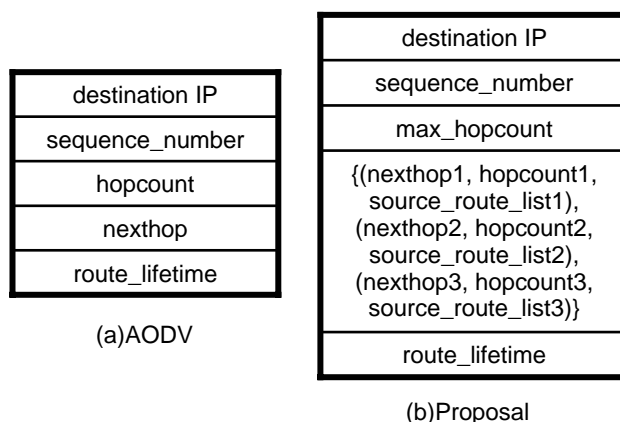 destination IP
sequence_number
hopcount
nexthop
route_lifetime
(a)AODV
destination IP
sequence_number
max_hopcount
{(nexthop1, hopcount1,
source_route_list1),
(nexthop2, hopcount2,
source_route_list2),
(nexthop3, hopcount3,
source_route_list3)}
route_lifetime
(b)Proposal